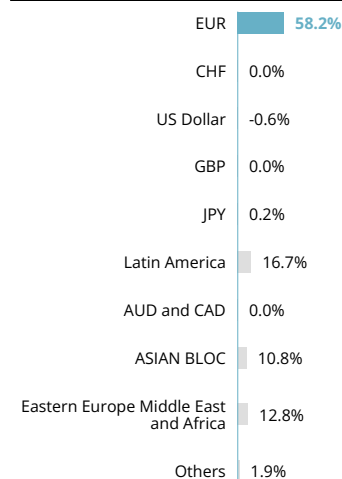 EUR 58.2%
CHF 0.0%
US Dollar -0.6%
GBP 0.0%
JPY 0.2%
Latin America 16.7%
AUD and CAD 0.0%
ASIAN BLOC 10.8%
Eastern Europe Middle East
and Africa 12.8%
Others 1.9%